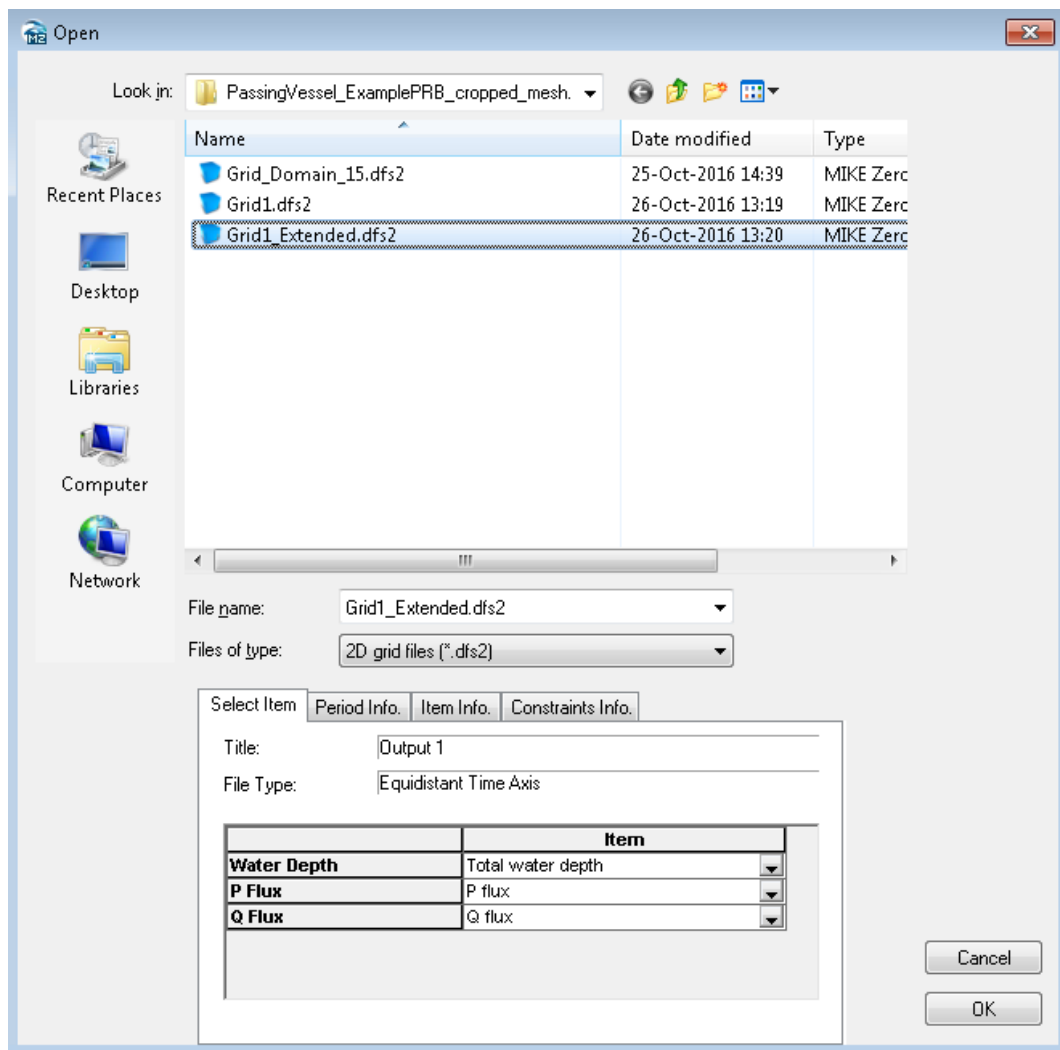 Open
Look in: PassingVessel_ExamplePRB_cropped_mesh.
Name Date modified Type
Grid_Domain_15.dfs2 25-Oct-2016 14:39 MIKE Zero
Grid1.dfs2 26-Oct-2016 13:19 MIKE Zero
Grid1_Extended.dfs2 26-Oct-2016 13:20 MIKE Zero
Recent Places
Desktop
Libraries
Computer
Network
File name: Grid1_Extended.dfs2
Files of type: 2D grid files (*.dfs2)
Select Item Period Info. Item Info. Constraints Info.
Title: Output 1
File Type: Equidistant Time Axis
Item
Water Depth Total water depth
P Flux P flux
Q Flux Q flux
Cancel
OK